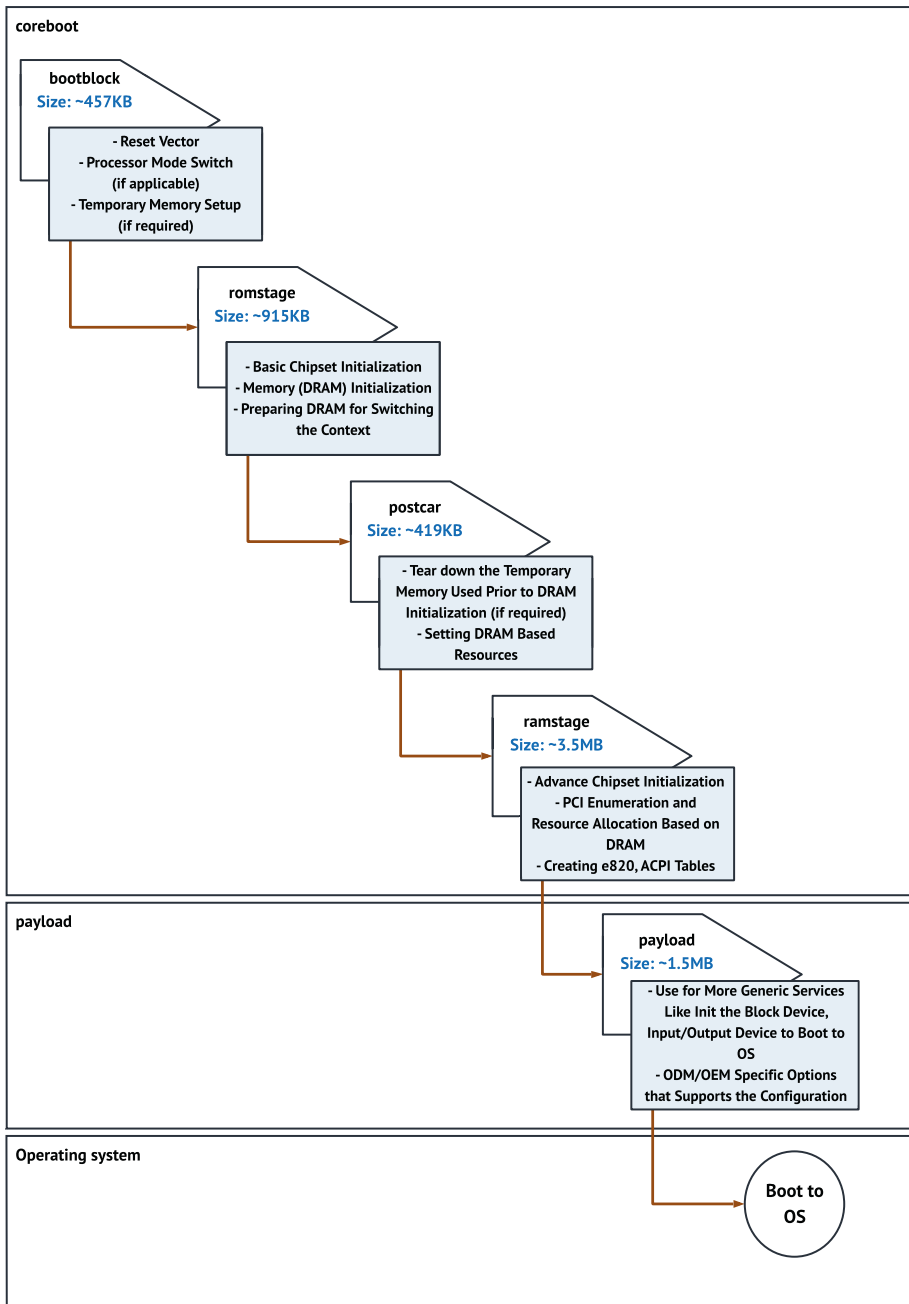 coreboot
bootblock
Size: ~457KB
- Reset Vector
- Processor Mode Switch
(if applicable)
- Temporary Memory Setup
(if required)
romstage
Size: ~915KB
- Basic Chipset Initialization
- Memory (DRAM) Initialization
- Preparing DRAM for Switching
the Context
postcar
Size: ~419KB
- Tear down the Temporary
Memory Used Prior to DRAM
Initialization (if required)
- Setting DRAM Based
Resources
ramstage
Size: ~3.5MB
- Advance Chipset Initialization
- PCI Enumeration and
Resource Allocation Based on
DRAM
- Creating e820, ACPI Tables
payload
payload
Size: ~1.5MB
- Use for More Generic Services
Like Init the Block Device,
Input/Output Device to Boot to
OS
- ODM/OEM Specific Options
that Supports the Configuration
Operating system
Boot to
OS